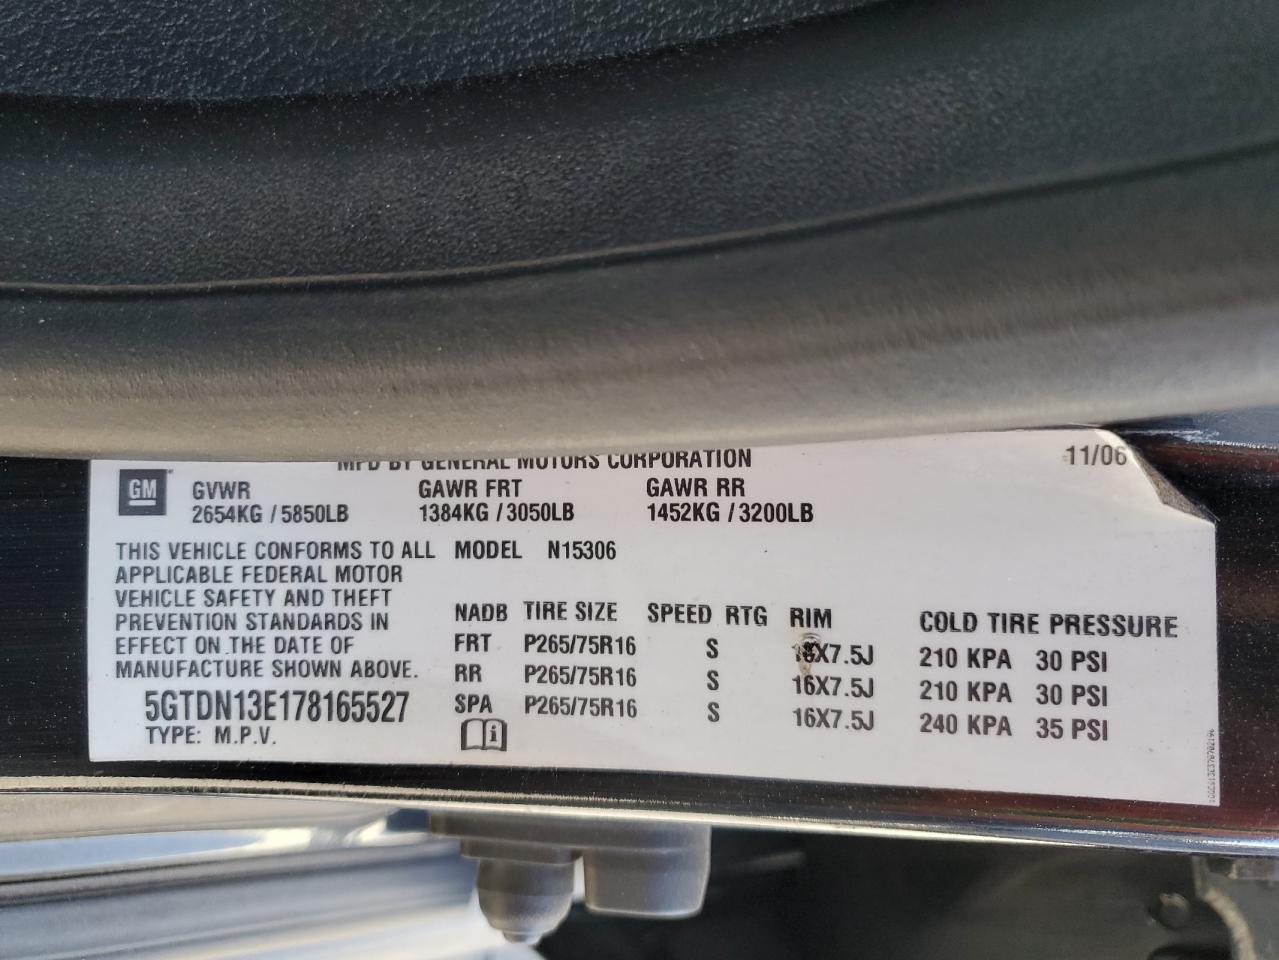 MFD BY GENERAL MOTORS CORPORATION 11/06
GM GVWR GAWR FRT GAWR RR
2654KG / 5850LB 1384KG / 3050LB 1452KG / 3200LB
THIS VEHICLE CONFORMS TO ALL MODEL N15306
APPLICABLE FEDERAL MOTOR
VEHICLE SAFETY AND THEFT
PREVENTION STANDARDS IN
EFFECT ON THE DATE OF
MANUFACTURE SHOWN ABOVE.
5GTDN13E178165527
TYPE: M.P.V.
NADB TIRE SIZE SPEED RTG RIM COLD TIRE PRESSURE
FRT P265/75R16 S 16X7.5J 210 KPA 30 PSI
RR P265/75R16 S 16X7.5J 210 KPA 30 PSI
SPA P265/75R16 S 16X7.5J 240 KPA 35 PSI
i